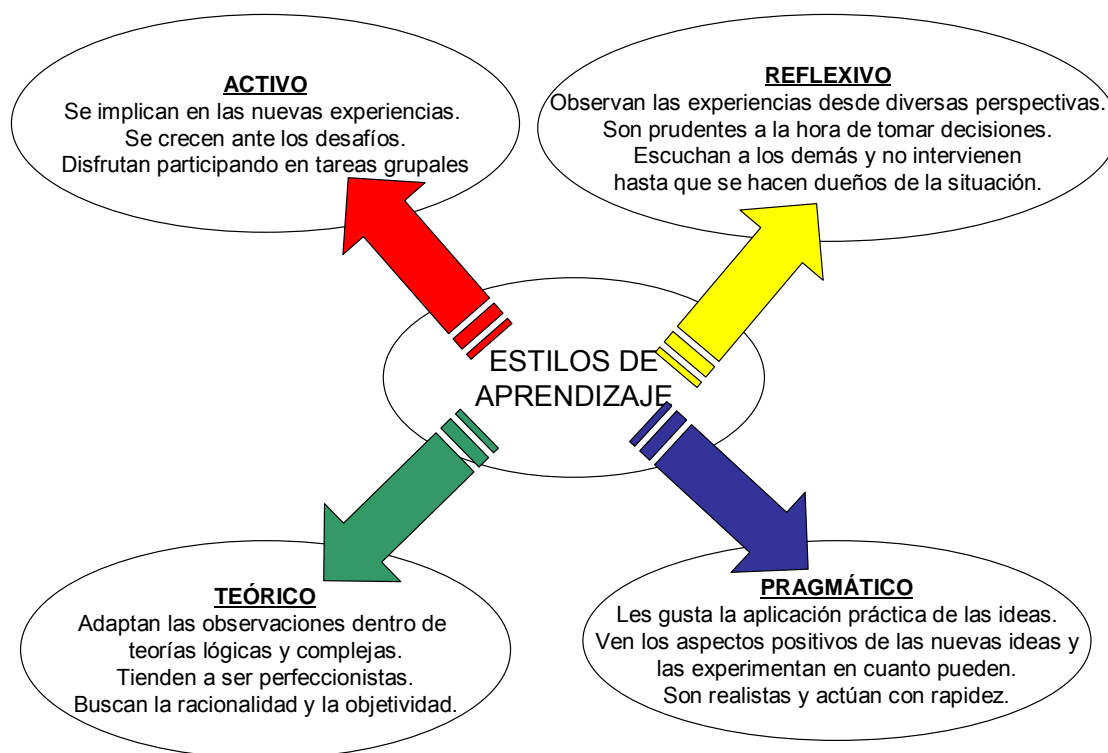 ACTIVO
Se implican en las nuevas experiencias.
Se crecen ante los desafíos.
Disfrutan participando en tareas grupales
REFLEXIVO
Observan las experiencias desde diversas perspectivas.
Son prudentes a la hora de tomar decisiones.
Escuchan a los demás y no intervienen
hasta que se hacen dueños de la situación.
ESTILOS DE
APRENDIZAJE
TEÓRICO
Adaptan las observaciones dentro de
teorías lógicas y complejas.
Tienden a ser perfeccionistas.
Buscan la racionalidad y la objetividad.
PRAGMÁTICO
Les gusta la aplicación práctica de las ideas.
Ven los aspectos positivos de las nuevas ideas y
las experimentan en cuanto pueden.
Son realistas y actúan con rapidez.